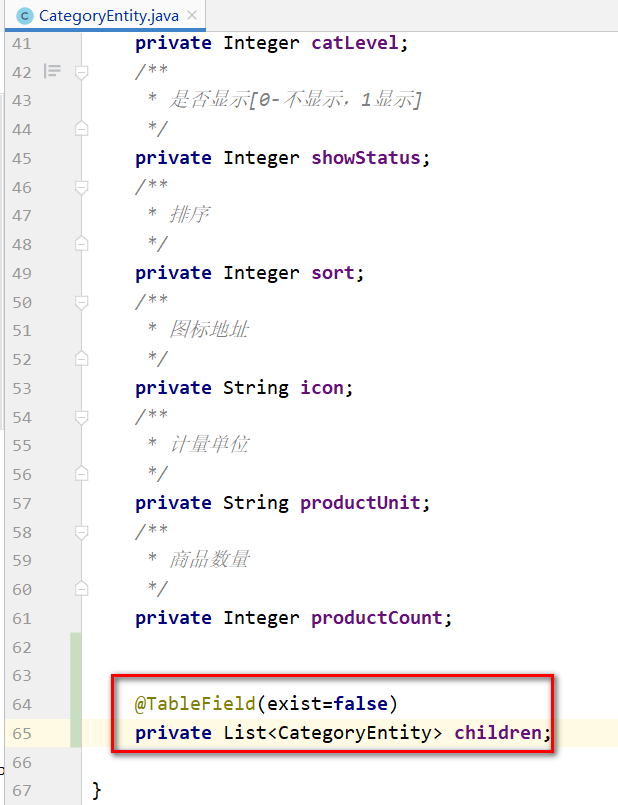 CategoryEntity.java
41 private Integer catLevel;
42 /**
43 * 是否显示[0-不显示，1显示]
44 */
45 private Integer showStatus;
46 /**
47 * 排序
48 */
49 private Integer sort;
50 /**
51 * 图标地址
52 */
53 private String icon;
54 /**
55 * 计量单位
56 */
57 private String productUnit;
58 /**
59 * 商品数量
60 */
61 private Integer productCount;
62
63
64 @TableField(exist=false)
65 private List<CategoryEntity> children;
66
67 }